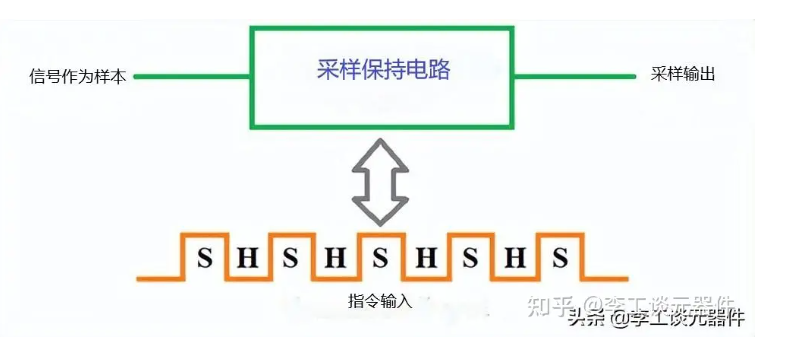 采样保持电路
信号作为样本
采样输出
S H S H S H S H S
指令输入
知乎 @李工谈元器件
头条 @李工谈元器件